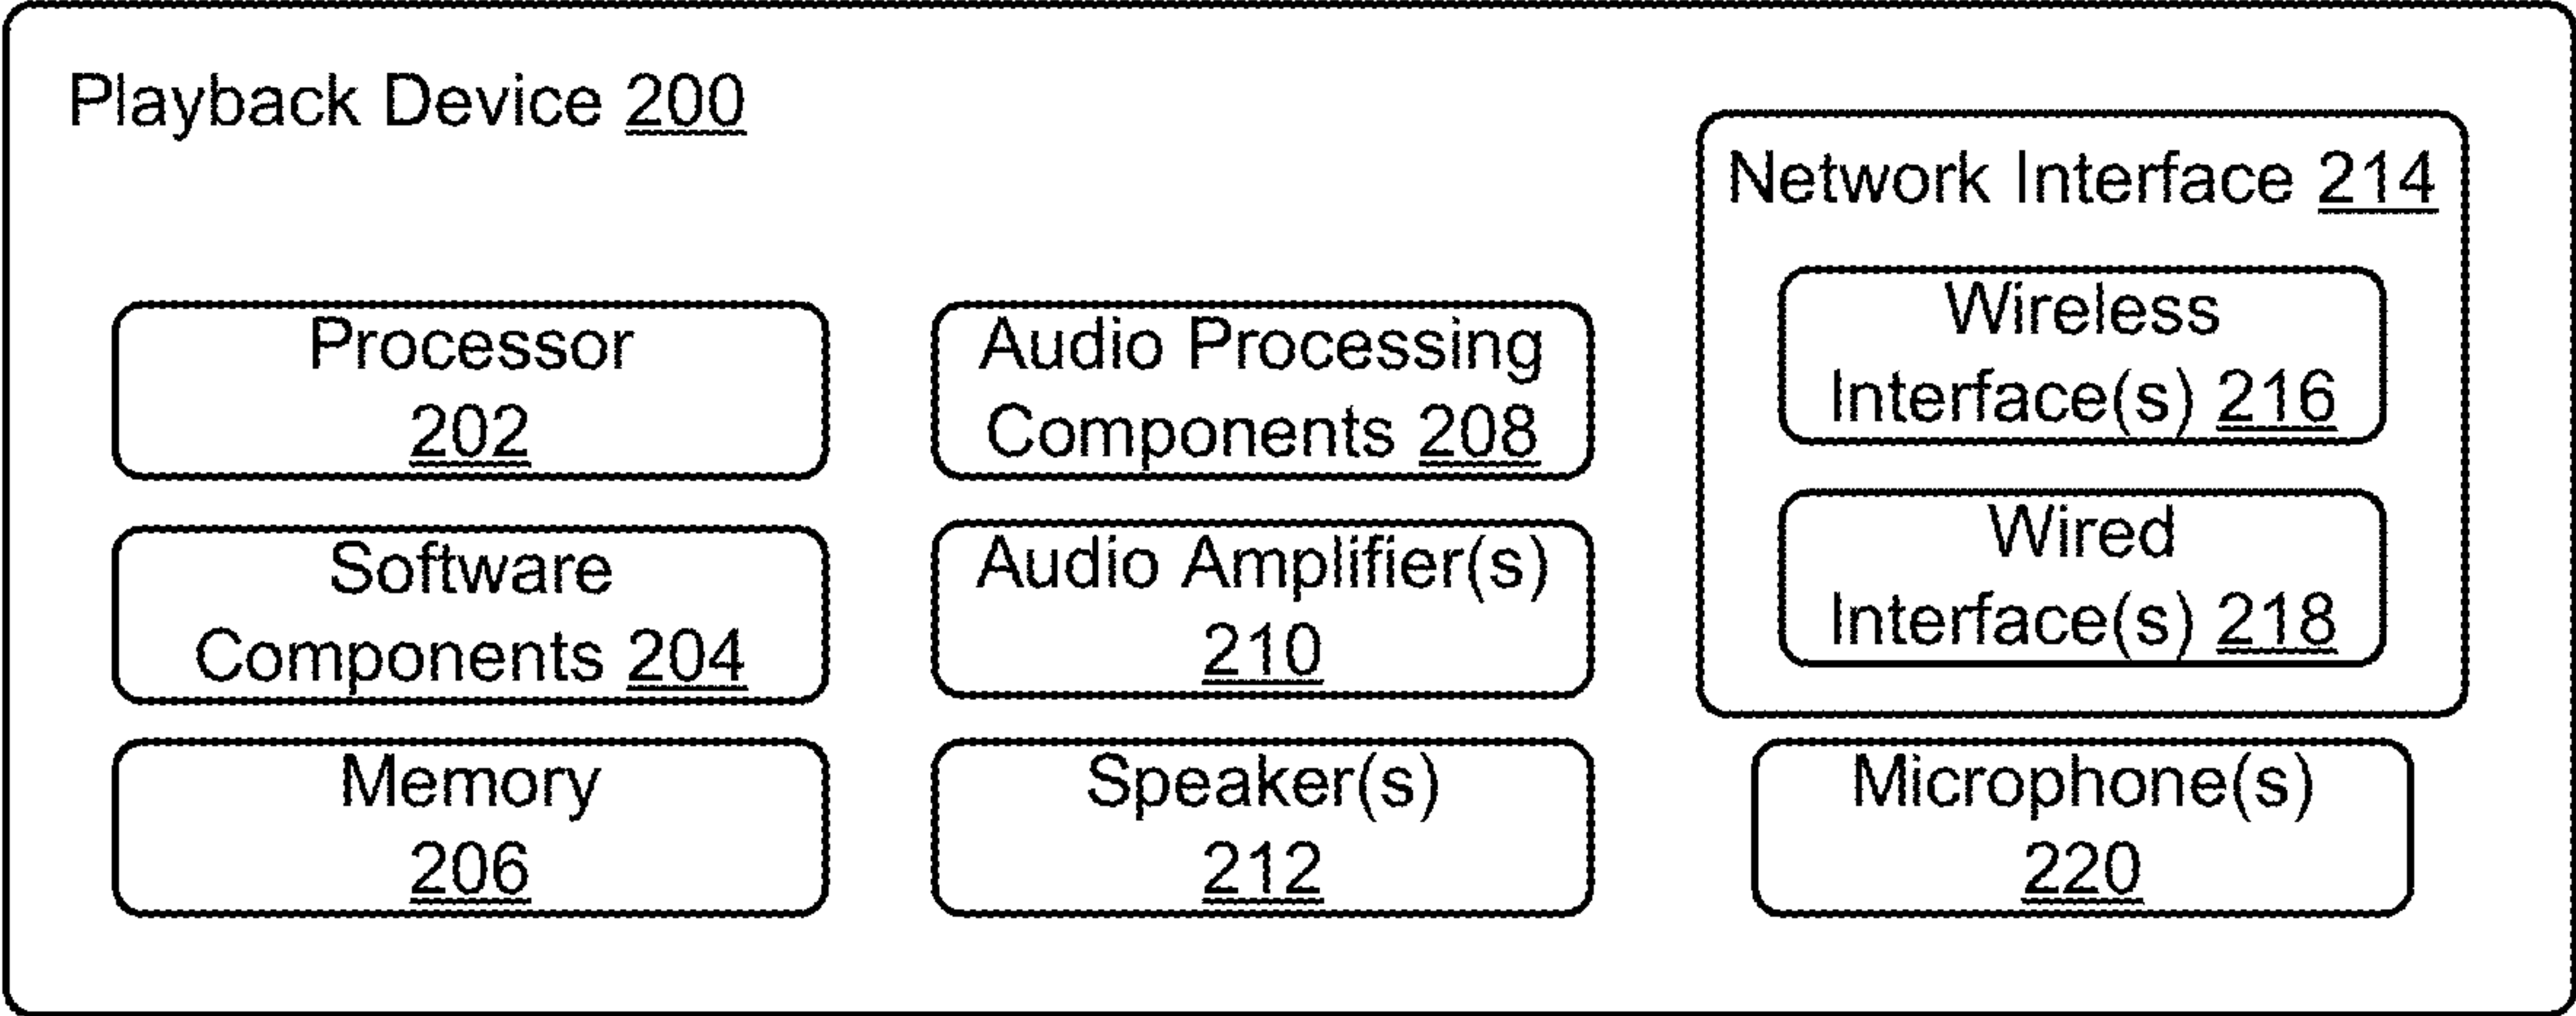 Playback Device 200
Processor
202
Software
Components 204
Memory
206
Audio Processing
Components 208
Audio Amplifier(s)
210
Speaker(s)
212
Network Interface 214
Wireless
Interface(s) 216
Wired
Interface(s) 218
Microphone(s)
220